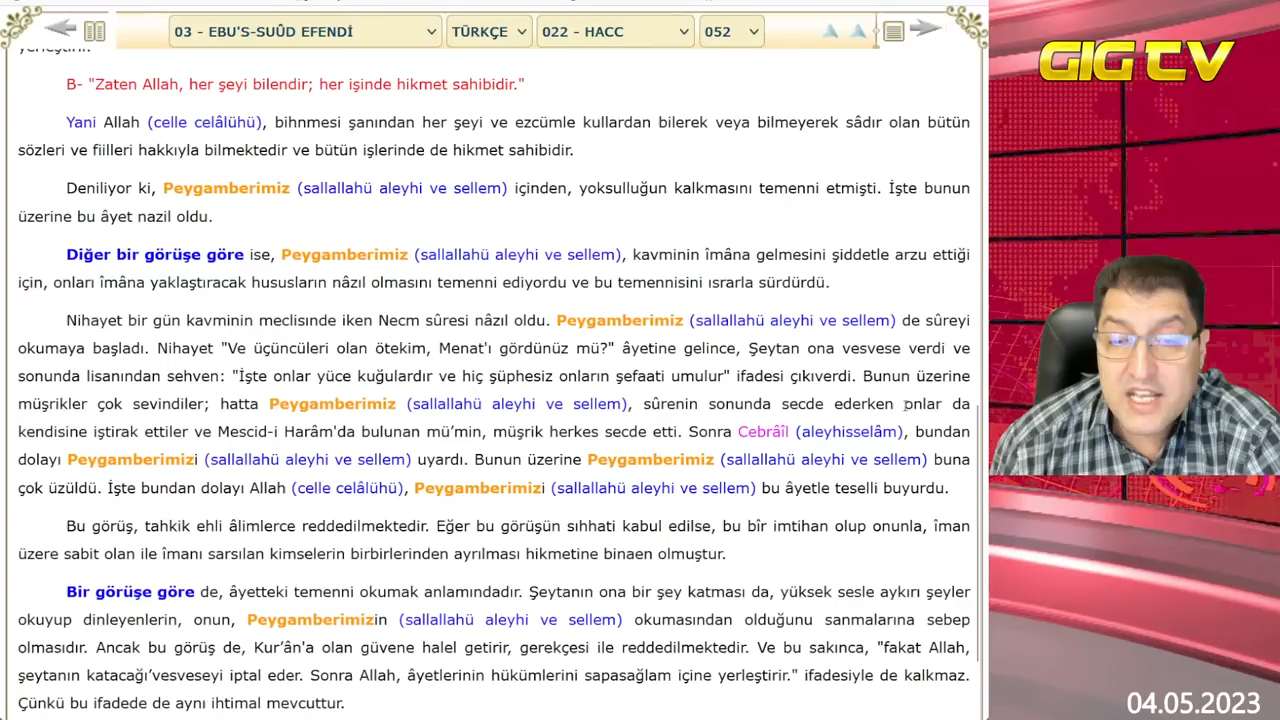 03 - EBU'S-SUÛD EFENDİ TÜRKÇE 022 - HACC 052
yerleştirir.
B- "Zaten Allah, her şeyi bilendir; her işinde hikmet sahibidir."
Yani Allah (celle celâlühü), bihnmesi şanından her şeyi ve ezcümle kullardan bilerek veya bilmeyerek sâdır olan bütün
sözleri ve fiilleri hakkıyla bilmektedir ve bütün işlerinde de hikmet sahibidir.
Deniliyor ki, Peygamberimiz (sallallahü aleyhi ve sellem) içinden, yoksulluğun kalkmasını temenni etmişti. İşte bunun
üzerine bu âyet nazil oldu.
Diğer bir görüşe göre ise, Peygamberimiz (sallallahü aleyhi ve sellem), kavminin îmâna gelmesini şiddetle arzu ettiği
için, onları îmâna yaklaştıracak hususların nâzıl olmasını temenni ediyordu ve bu temennisini ısrarla sürdürdü.
Nihayet bir gün kavminin meclisınde iken Necm sûresi nâzıl oldu. Peygamberimiz (sallallahü aleyhi ve sellem) de sûreyi
okumaya başladı. Nihayet "Ve üçüncüleri olan ötekim, Menat'ı gördünüz mü?" âyetine gelince, Şeytan ona vesvese verdi ve
sonunda lisanından sehven: "İşte onlar yüce kuğulardır ve hiç şüphesiz onların şefaati umulur" ifadesi çıkıverdi. Bunun üzerine
müşrikler çok sevindiler; hatta Peygamberimiz (sallallahü aleyhi ve sellem), sûrenin sonunda secde ederken onlar da
kendisine iştirak ettiler ve Mescid-i Harâm'da bulunan mü'min, müşrik herkes secde etti. Sonra Cebrâîl (aleyhisselâm), bundan
dolayı Peygamberimizi (sallallahü aleyhi ve sellem) uyardı. Bunun üzerine Peygamberimiz (sallallahü aleyhi ve sellem) buna
çok üzüldü. İşte bundan dolayı Allah (celle celâlühü), Peygamberimizi (sallallahü aleyhi ve sellem) bu âyetle teselli buyurdu.
Bu görüş, tahkik ehli âlimlerce reddedilmektedir. Eğer bu görüşün sıhhati kabul edilse, bu bîr imtihan olup onunla, îman
üzere sabit olan ile îmanı sarsılan kimselerin birbirlerinden ayrılması hikmetine binaen olmuştur.
Bir görüşe göre de, âyetteki temenni okumak anlamındadır. Şeytanın ona bir şey katması da, yüksek sesle aykırı şeyler
okuyup dinleyenlerin, onun, Peygamberimizin (sallallahü aleyhi ve sellem) okumasından olduğunu sanmalarına sebep
olmasıdır. Ancak bu görüş de, Kur'ân'a olan güvene halel getirir, gerekçesi ile reddedilmektedir. Ve bu sakınca, "fakat Allah,
şeytanın katacağı'vesveseyi iptal eder. Sonra Allah, âyetlerinin hükümlerini sapasağlam içine yerleştirir." ifadesiyle de kalkmaz.
Çünkü bu ifadede de aynı ihtimal mevcuttur.
GIG TV
04.05.2023